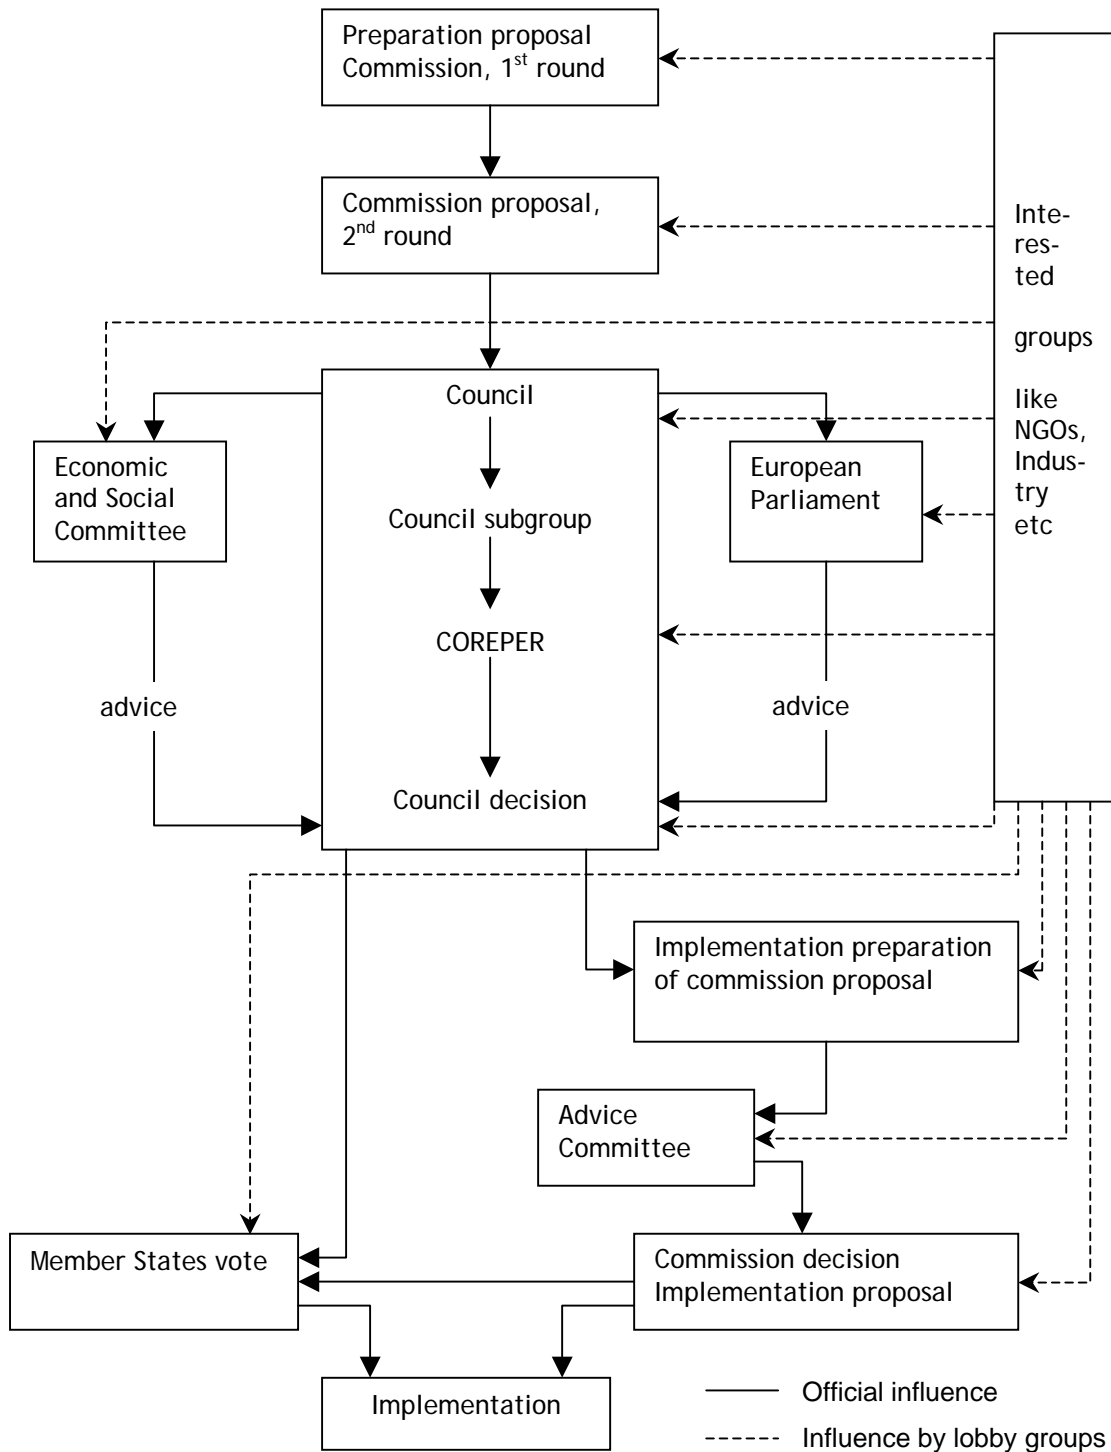 Preparation proposal
Commission, 1st round
Commission proposal,
2nd round
Inte-
res-
ted
groups
like
NGOs,
Indus-
try
etc
Council
Economic
and Social
Committee
European
Parliament
Council subgroup
COREPER
advice
advice
Council decision
Implementation preparation
of commission proposal
Advice
Committee
Member States vote
Commission decision
Implementation proposal
Implementation
Official influence
Influence by lobby groups